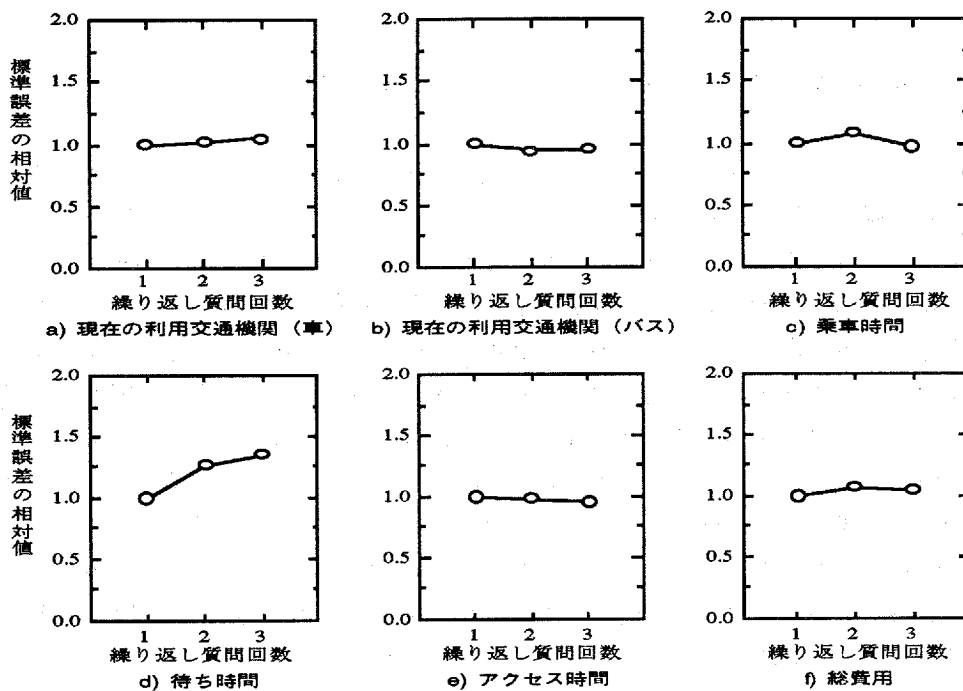 標準誤差の相対値
2.0
1.5
1.0
0.5
0.0
1 2 3
繰り返し質問回数
a) 現在の利用交通機関（車）
2.0
1.5
1.0
0.5
0.0
1 2 3
繰り返し質問回数
b) 現在の利用交通機関（バス）
2.0
1.5
1.0
0.5
0.0
1 2 3
繰り返し質問回数
c) 乗車時間
標準誤差の相対値
2.0
1.5
1.0
0.5
0.0
1 2 3
繰り返し質問回数
d) 待ち時間
2.0
1.5
1.0
0.5
0.0
1 2 3
繰り返し質問回数
e) アクセス時間
2.0
1.5
1.0
0.5
0.0
1 2 3
繰り返し質問回数
f) 総費用